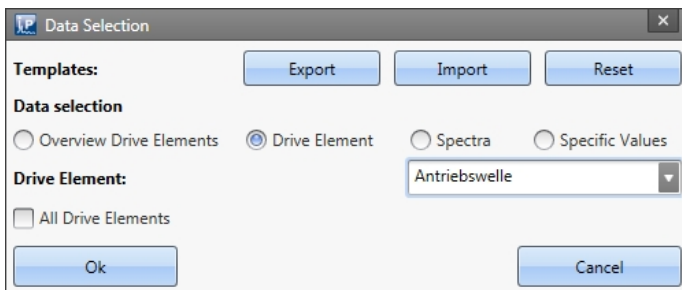 Data Selection
Templates: Export Import Reset
Data selection
Overview Drive Elements Drive Element Spectra Specific Values
Drive Element: Antriebswelle
All Drive Elements
Ok Cancel